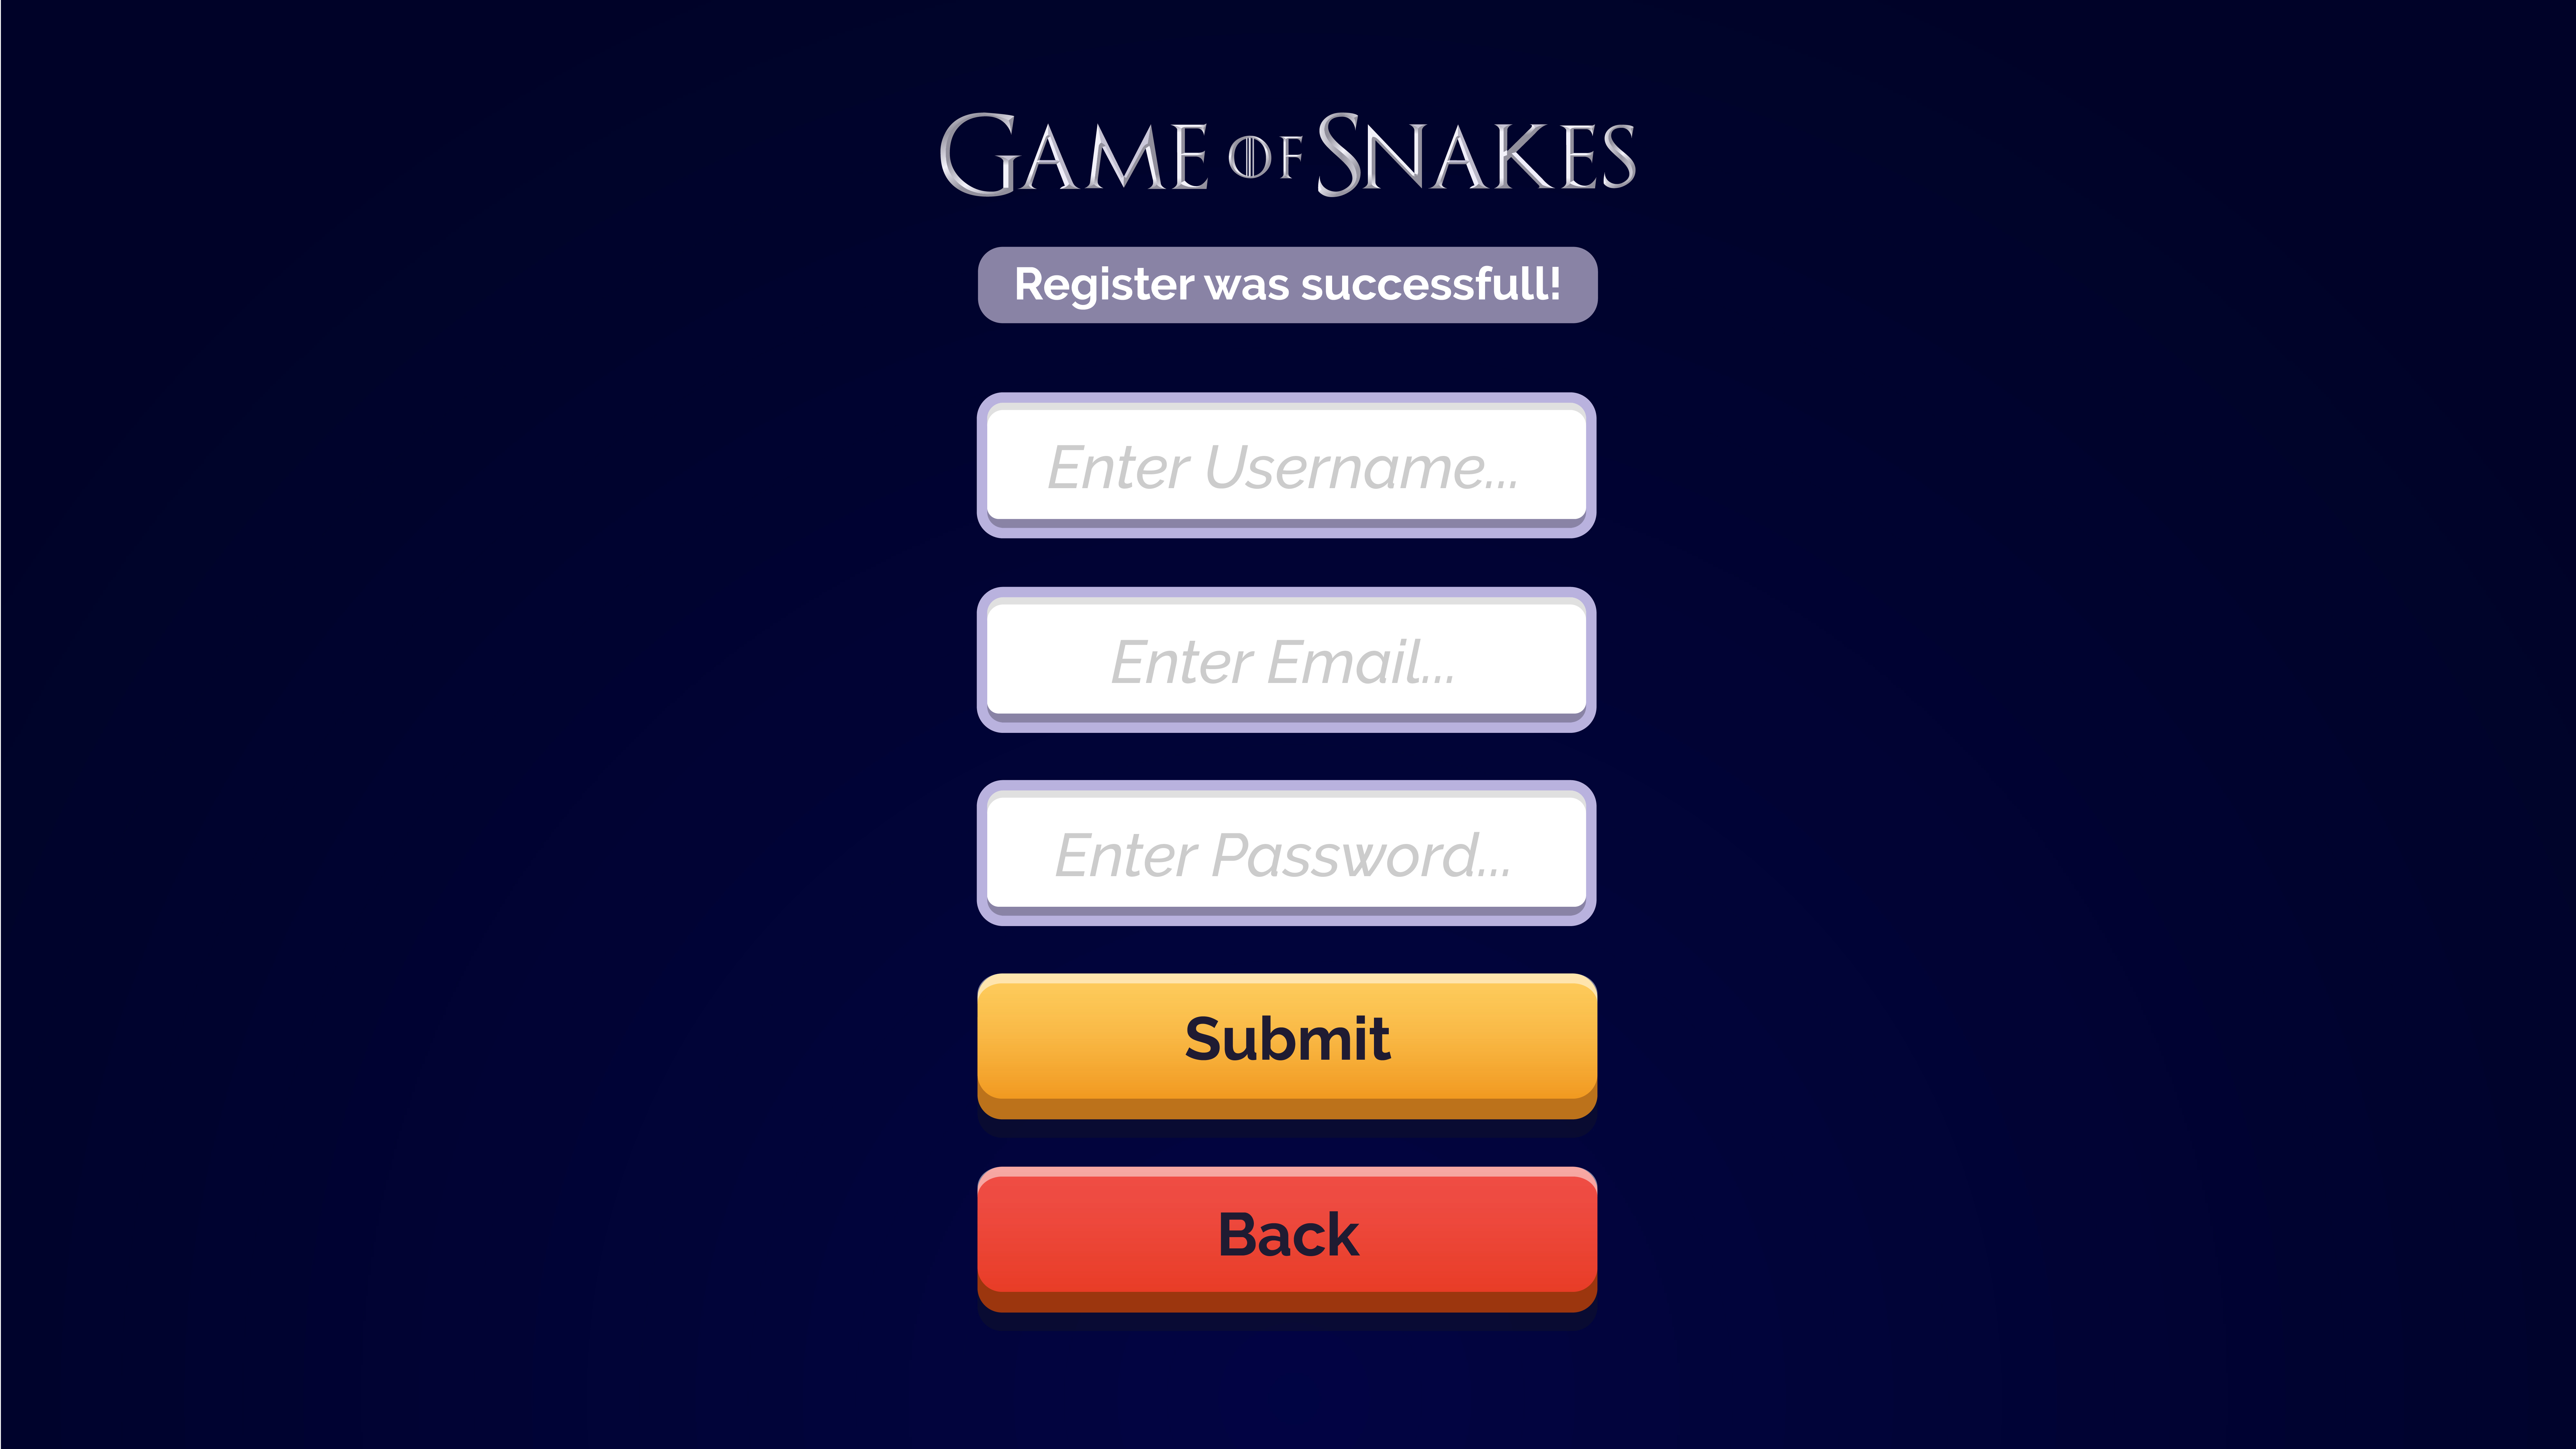 Game of Snakes
Register was successfull!
Enter Username...
Enter Email...
Enter Password...
Submit
Back